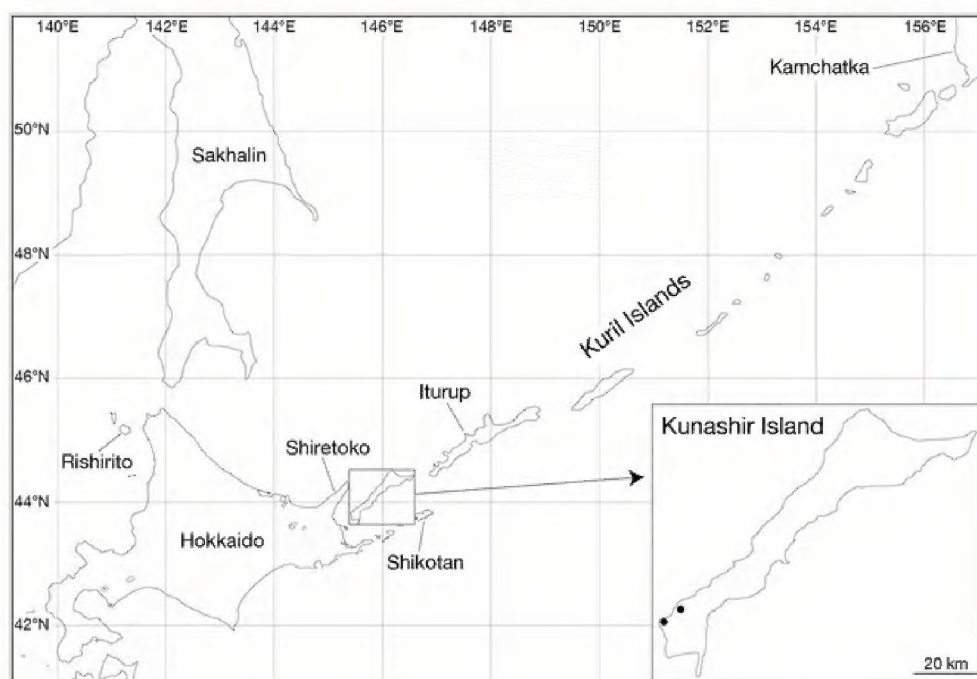 140°E 142°E 144°E 146°E 148°E 150°E 152°E 154°E 156°E
Kamchatka
50°N
Sakhalin
48°N
Kuril Islands
46°N
Iturup
Kunashir Island
Rishirito
Shiretoko
44°N
Hokkaido
Shikotan
42°N
20 km